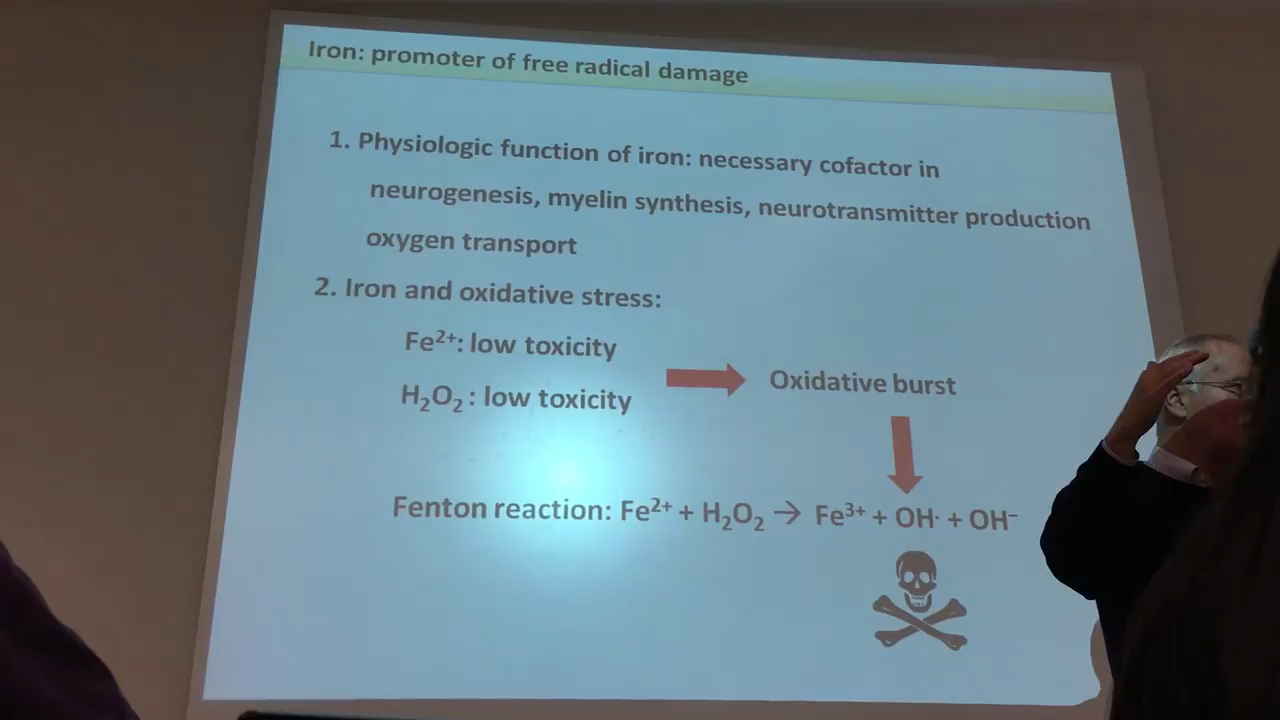 Iron: promoter of free radical damage
1. Physiologic function of iron: necessary cofactor in
neurogenesis, myelin synthesis, neurotransmitter production
oxygen transport
2. Iron and oxidative stress:
Fe²⁺: low toxicity
H₂O₂ : low toxicity
Oxidative burst
Fenton reaction: Fe²⁺ + H₂O₂ → Fe³⁺ + OH· + OH⁻